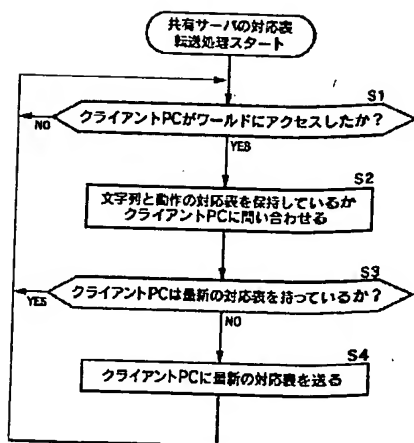 共有サーバの対応表
転送処理スタート
S1
クライアントPCがワールドにアクセスしたか？
NO
YES
S2
文字列と動作の対応表を保持しているか
クライアントPCに問い合わせる
S3
クライアントPCは最新の対応表を持っているか？
YES
NO
S4
クライアントPCに最新の対応表を送る